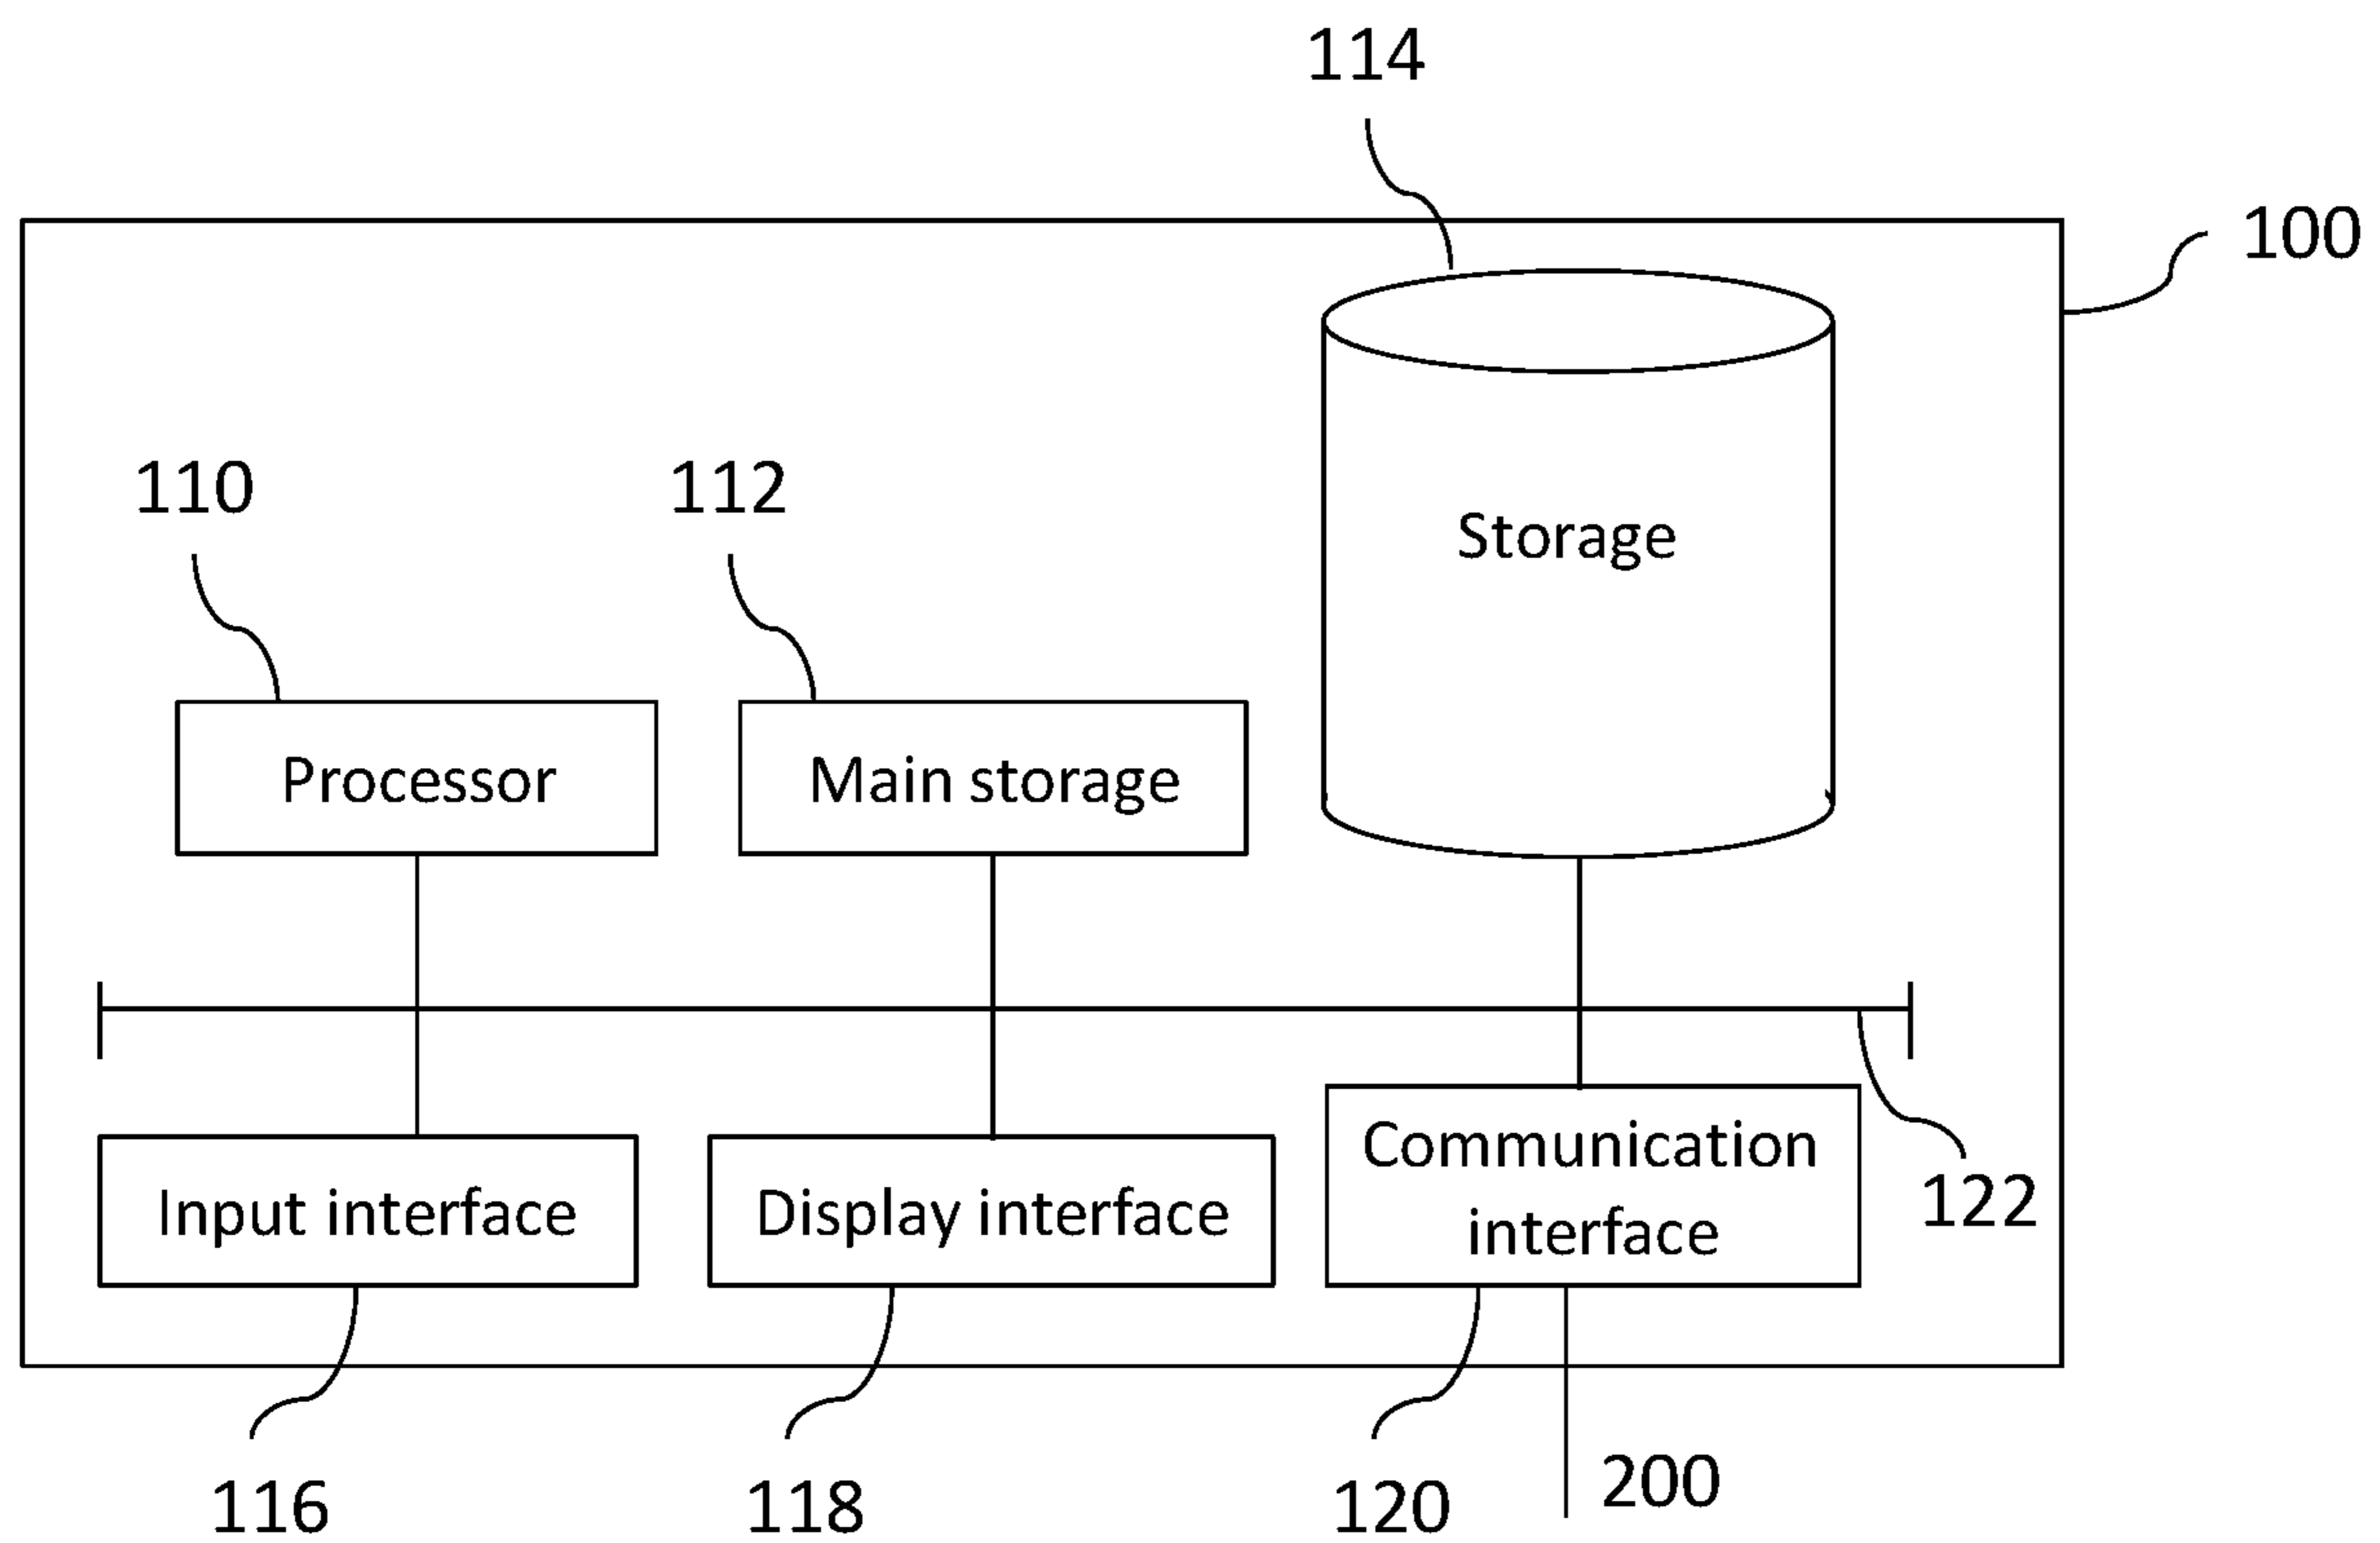 114
100
110
112
Storage
Processor
Main storage
Communication
interface
Input interface
Display interface
122
116
118
120
200